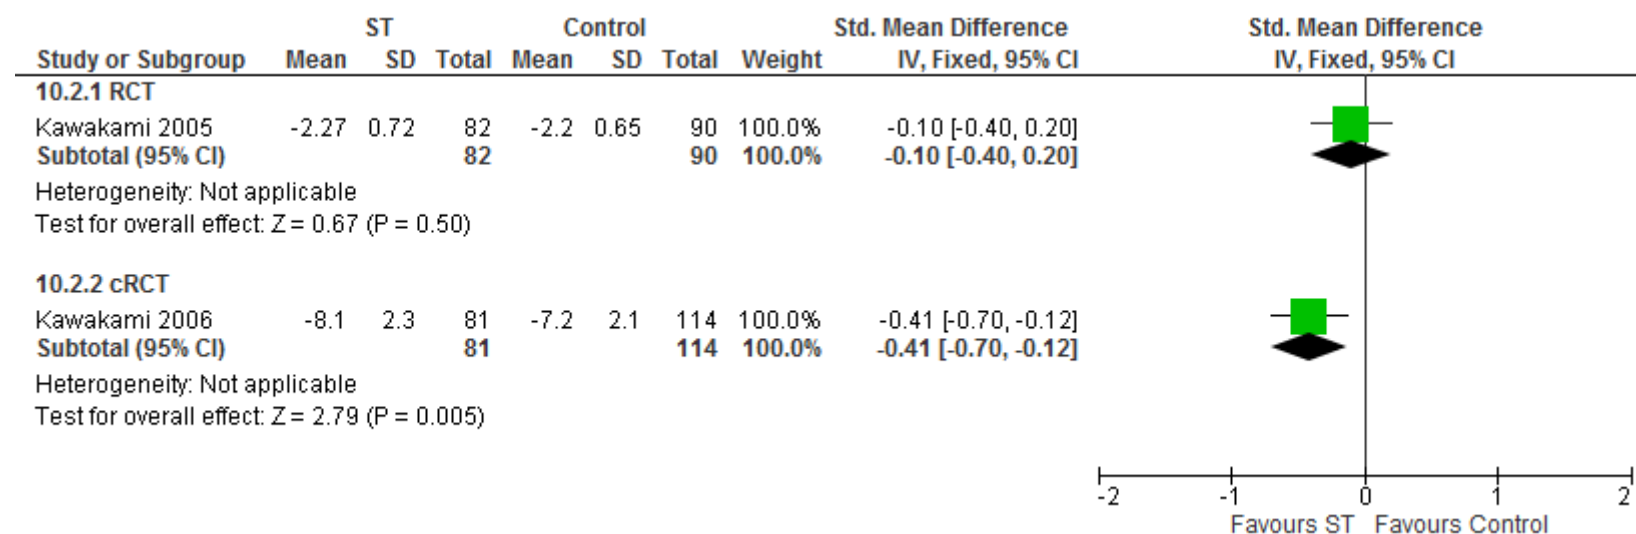 ST Control Std. Mean Difference Std. Mean Difference
Study or Subgroup Mean SD Total Mean SD Total Weight IV, Fixed, 95% CI IV, Fixed, 95% CI
10.2.1 RCT
Kawakami 2005 -2.27 0.72 82 -2.2 0.65 90 100.0% -0.10 [-0.40, 0.20]
Subtotal (95% CI) 82 90 100.0% -0.10 [-0.40, 0.20]
Heterogeneity: Not applicable
Test for overall effect: Z = 0.67 (P = 0.50)
10.2.2 cRCT
Kawakami 2006 -8.1 2.3 81 -7.2 2.1 114 100.0% -0.41 [-0.70, -0.12]
Subtotal (95% CI) 81 114 100.0% -0.41 [-0.70, -0.12]
Heterogeneity: Not applicable
Test for overall effect: Z = 2.79 (P = 0.005)
-2 -1 0 1 2
Favours ST Favours Control